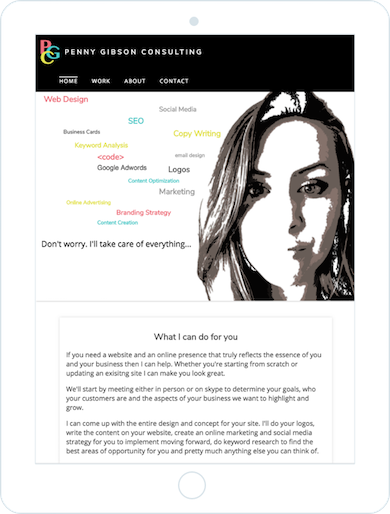 PGC PENNY GIBSON CONSULTING
HOME WORK ABOUT CONTACT
Web Design
Social Media
SEO
Business Cards
Copy Writing
Keyword Analysis
<code>
email design
Google Adwords
Logos
Content Optimization
Marketing
Online Advertising
Branding Strategy
Content Creation
Don't worry. I'll take care of everything...
What I can do for you
If you need a website and an online presence that truly reflects the essence of you
and your business then I can help. Whether you're starting from scratch or
updating an exisitng site I can make you look great.
We'll start by meeting either in person or on skype to determine your goals, who
your customers are and the aspects of your business we want to highlight and
grow.
I can come up with the entire design and concept for your site. I'll do your logos,
write the content on your website, create an online marketing and social media
strategy for you to implement moving forward, do keyword research to find the
best areas of opportunity for you and pretty much anything else you can think of.